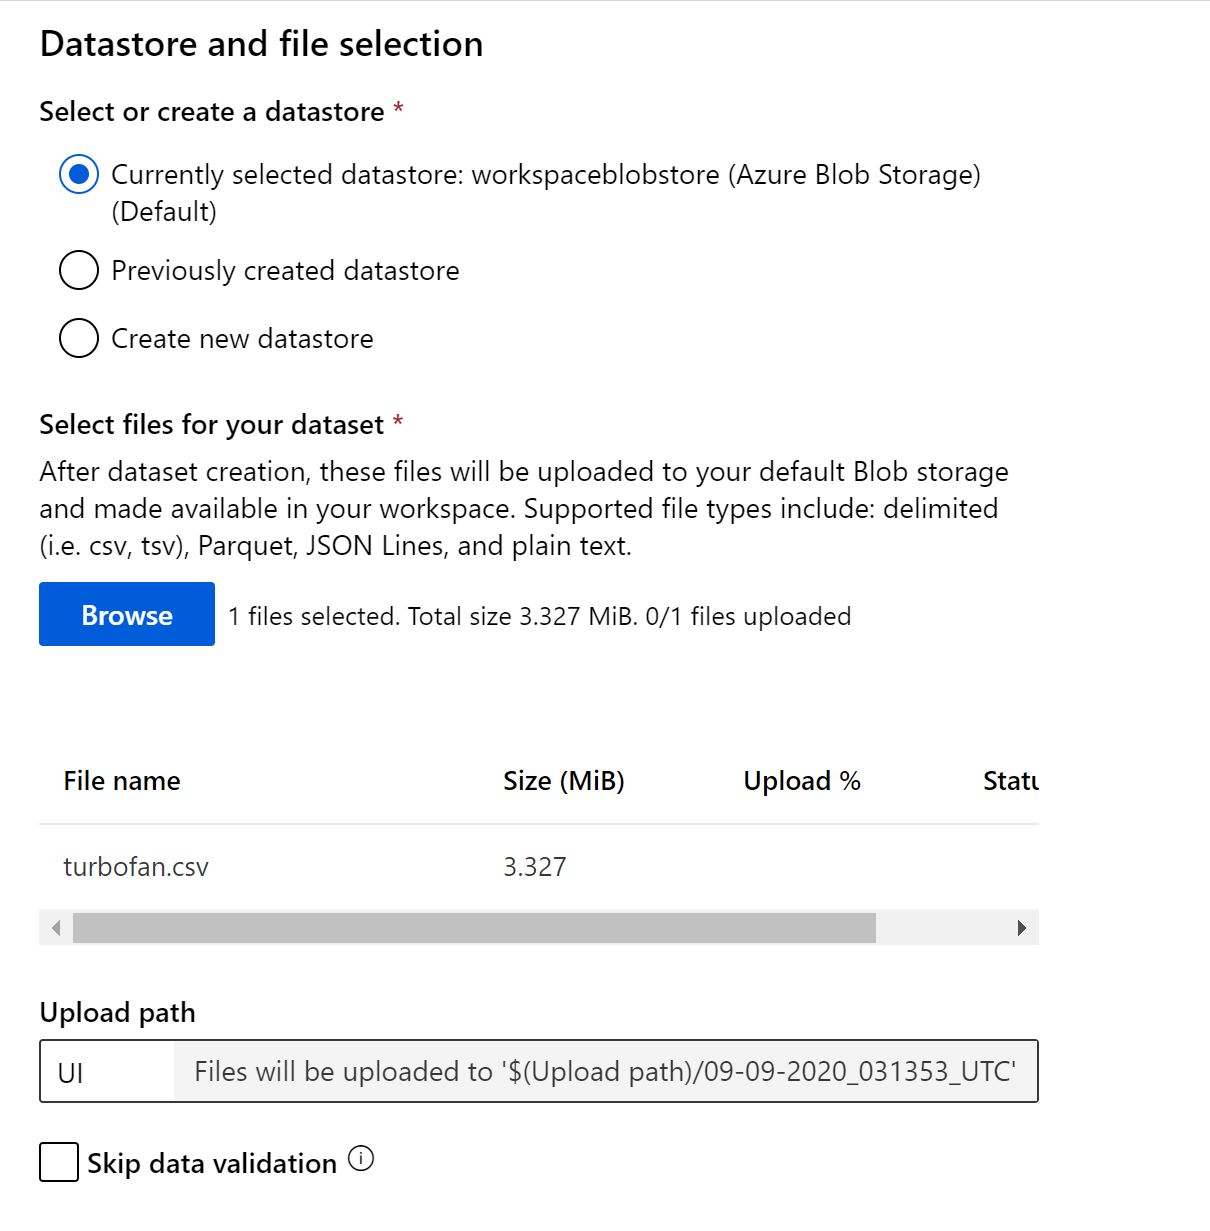 Datastore and file selection
Select or create a datastore *
Currently selected datastore: workspaceblobstore (Azure Blob Storage)
(Default)
Previously created datastore
Create new datastore
Select files for your dataset *
After dataset creation, these files will be uploaded to your default Blob storage
and made available in your workspace. Supported file types include: delimited
(i.e. csv, tsv), Parquet, JSON Lines, and plain text.
Browse 1 files selected. Total size 3.327 MiB. 0/1 files uploaded
File name Size (MiB) Upload % Statu
turbofan.csv 3.327
Upload path
UI Files will be uploaded to '$(Upload path)/09-09-2020_031353_UTC'
Skip data validation